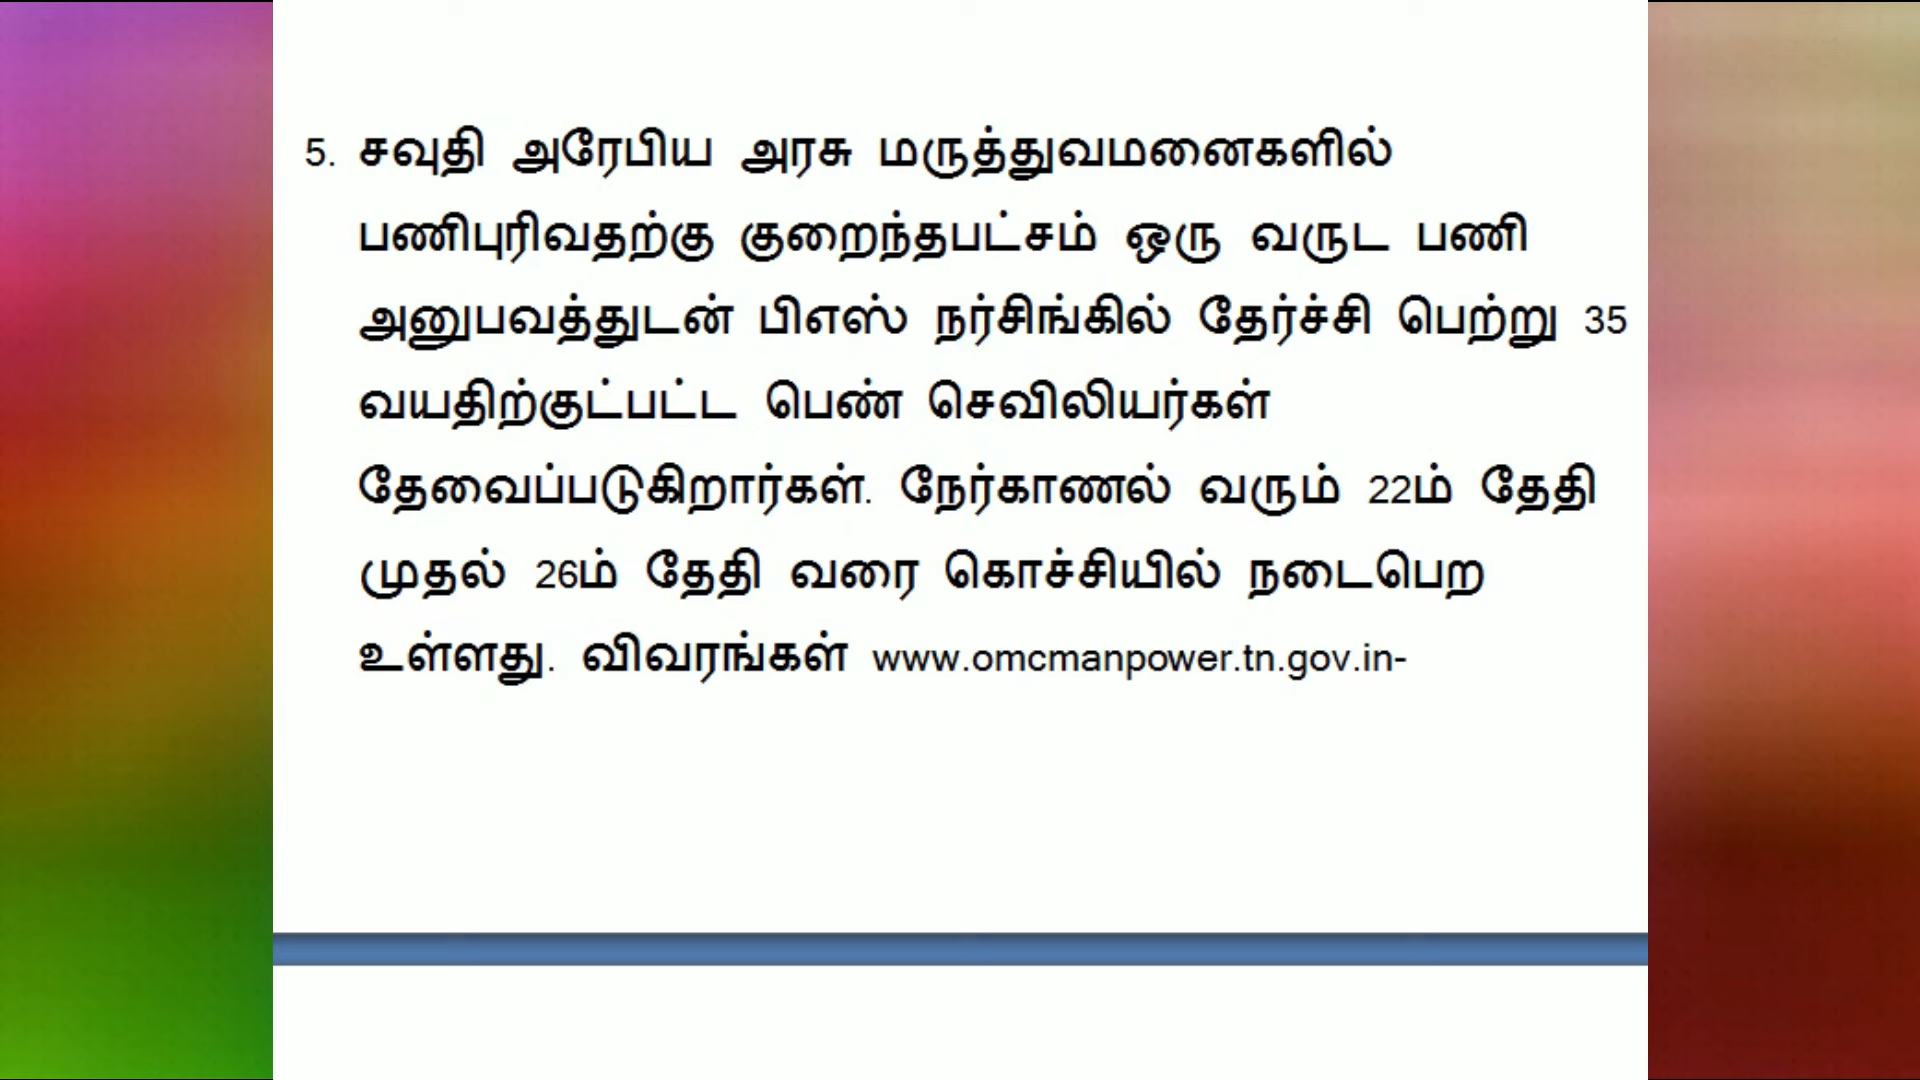 5. சவுதி அரேபிய அரசு மருத்துவமனைகளில்
பணிபுரிவதற்கு குறைந்தபட்சம் ஒரு வருட பணி
அனுபவத்துடன் பிஎஸ் நர்சிங்கில் தேர்ச்சி பெற்று 35
வயதிற்குட்பட்ட பெண் செவிலியர்கள்
தேவைப்படுகிறார்கள். நேர்காணல் வரும் 22ம் தேதி
முதல் 26ம் தேதி வரை கொச்சியில் நடைபெற
உள்ளது. விவரங்கள் www.omcmanpower.tn.gov.in-